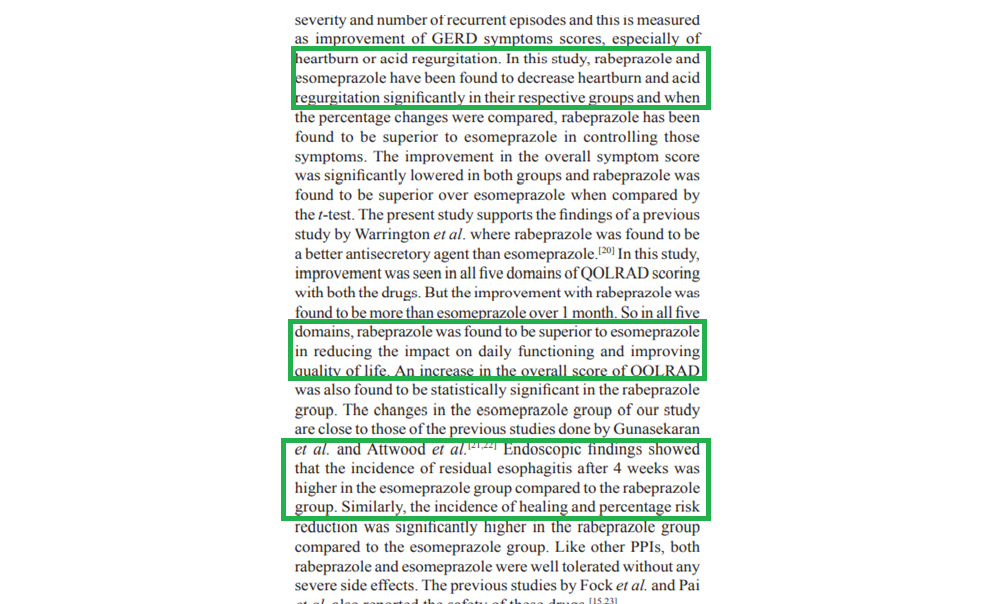 severity and number of recurrent episodes and this is measured
as improvement of GERD symptoms scores, especially of
heartburn or acid regurgitation. In this study, rabeprazole and
esomeprazole have been found to decrease heartburn and acid
regurgitation significantly in their respective groups and when
the percentage changes were compared, rabeprazole has been
found to be superior to esomeprazole in controlling those
symptoms. The improvement in the overall symptom score
was significantly lowered in both groups and rabeprazole was
found to be superior over esomeprazole when compared by
the t-test. The present study supports the findings of a previous
study by Warrington et al. where rabeprazole was found to be
a better antisecretory agent than esomeprazole.[20] In this study,
improvement was seen in all five domains of QOLRAD scoring
with both the drugs. But the improvement with rabeprazole was
found to be more than esomeprazole over 1 month. So in all five
domains, rabeprazole was found to be superior to esomeprazole
in reducing the impact on daily functioning and improving
quality of life. An increase in the overall score of QOLRAD
was also found to be statistically significant in the rabeprazole
group. The changes in the esomeprazole group of our study
are close to those of the previous studies done by Gunasekaran
et al. and Attwood et al.[21,22] Endoscopic findings showed
that the incidence of residual esophagitis after 4 weeks was
higher in the esomeprazole group compared to the rabeprazole
group. Similarly, the incidence of healing and percentage risk
reduction was significantly higher in the rabeprazole group
compared to the esomeprazole group. Like other PPIs, both
rabeprazole and esomeprazole were well tolerated without any
severe side effects. The previous studies by Fock et al. and Pai
et al. also reported the safety of these drugs.[15,23]